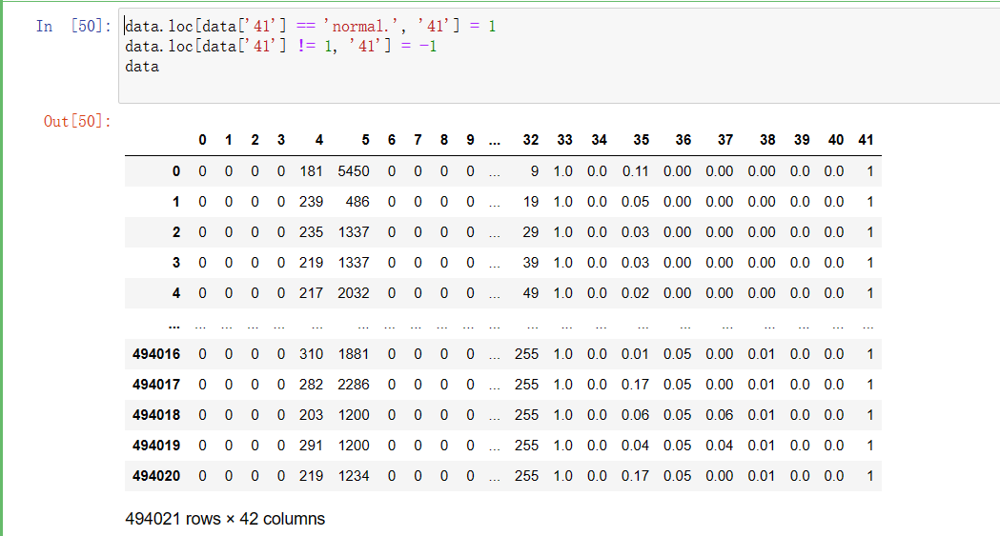 In [50]: data.loc[data['41'] == 'normal.', '41'] = 1
data.loc[data['41'] != 1, '41'] = -1
data
Out[50]:
0 1 2 3 4 5 6 7 8 9 ... 32 33 34 35 36 37 38 39 40 41
0 0 0 0 0 181 5450 0 0 0 0 ... 9 1.0 0.0 0.11 0.00 0.00 0.00 0.0 0.0 1
1 0 0 0 0 239 486 0 0 0 0 ... 19 1.0 0.0 0.05 0.00 0.00 0.00 0.0 0.0 1
2 0 0 0 0 235 1337 0 0 0 0 ... 29 1.0 0.0 0.03 0.00 0.00 0.00 0.0 0.0 1
3 0 0 0 0 219 1337 0 0 0 0 ... 39 1.0 0.0 0.03 0.00 0.00 0.00 0.0 0.0 1
4 0 0 0 0 217 2032 0 0 0 0 ... 49 1.0 0.0 0.02 0.00 0.00 0.00 0.0 0.0 1
... ... ... ... ... ... ... ... ... ... ... ... ... ... ... ... ... ... ... ... ... ...
494016 0 0 0 0 310 1881 0 0 0 0 ... 255 1.0 0.0 0.01 0.05 0.00 0.01 0.0 0.0 1
494017 0 0 0 0 282 2286 0 0 0 0 ... 255 1.0 0.0 0.17 0.05 0.00 0.01 0.0 0.0 1
494018 0 0 0 0 203 1200 0 0 0 0 ... 255 1.0 0.0 0.06 0.05 0.06 0.01 0.0 0.0 1
494019 0 0 0 0 291 1200 0 0 0 0 ... 255 1.0 0.0 0.04 0.05 0.04 0.01 0.0 0.0 1
494020 0 0 0 0 219 1234 0 0 0 0 ... 255 1.0 0.0 0.17 0.05 0.00 0.01 0.0 0.0 1
494021 rows × 42 columns